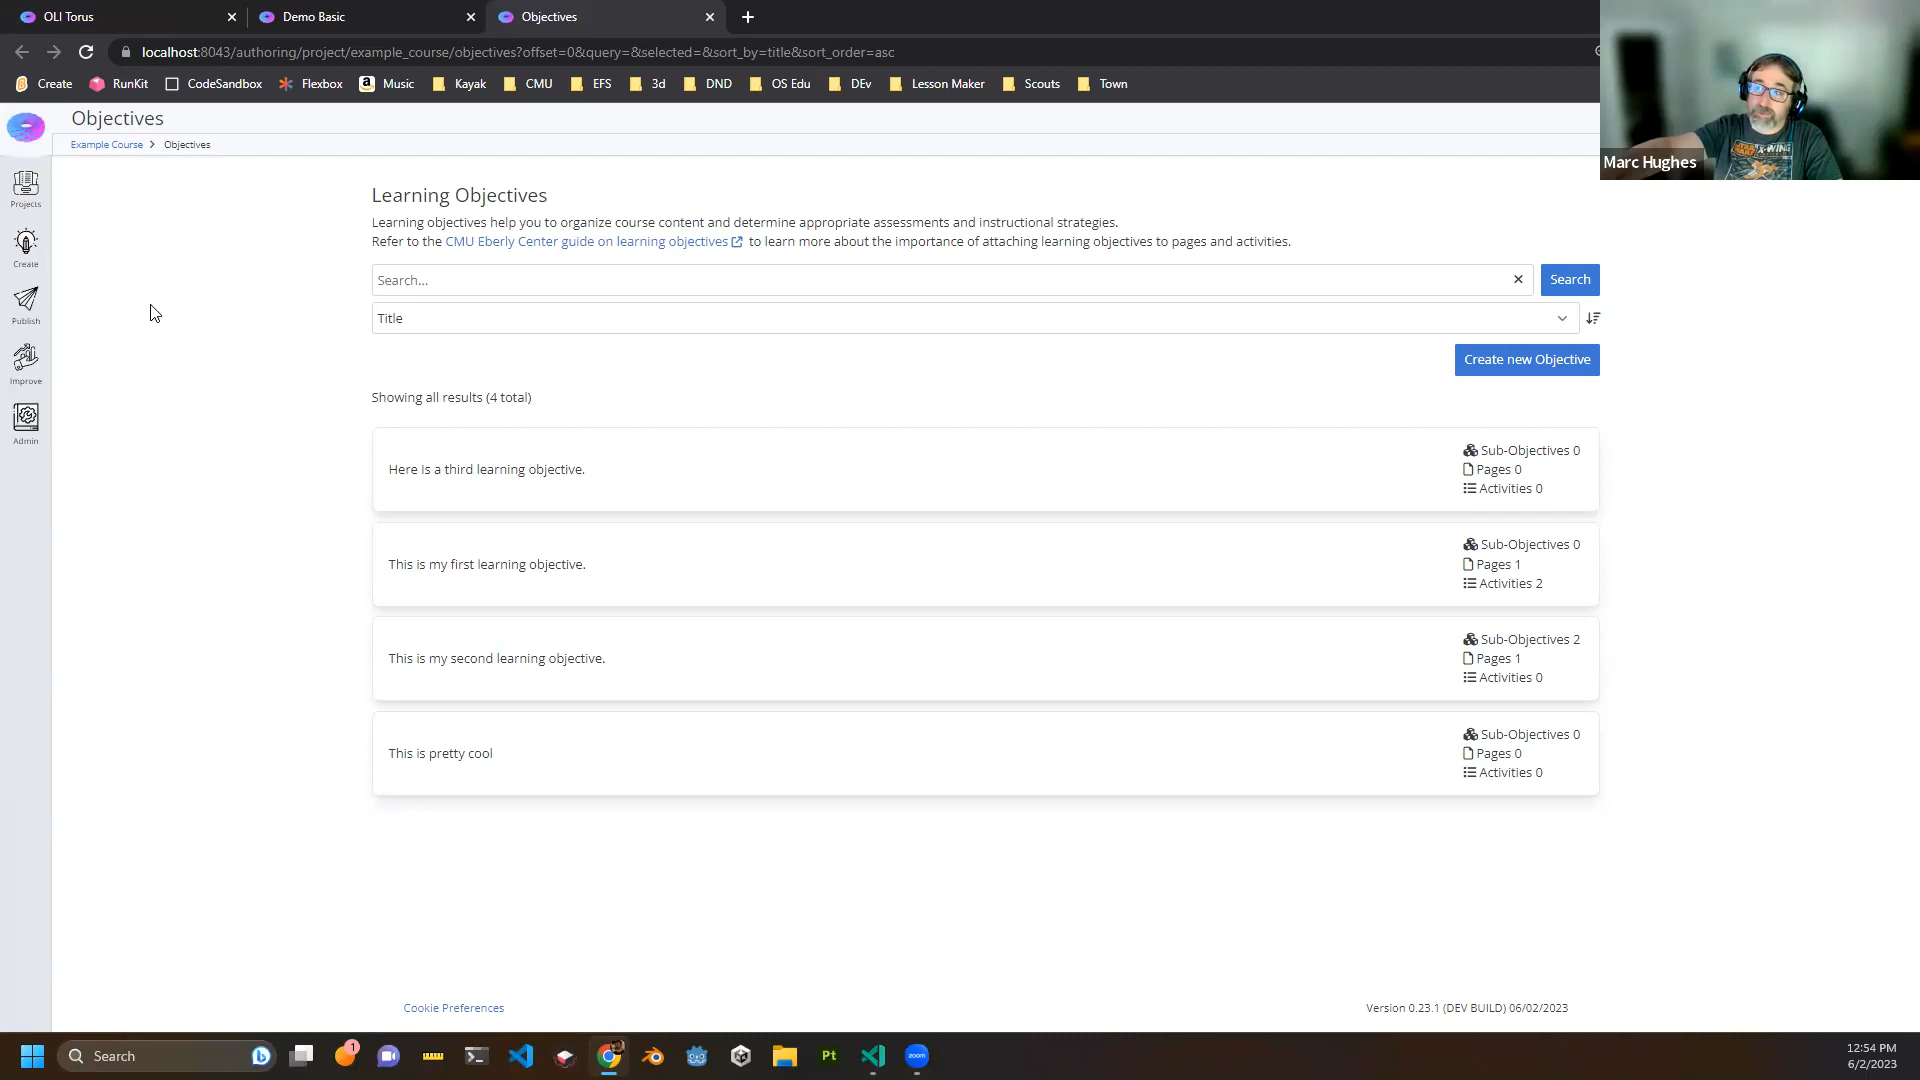 OLI Torus
Demo Basic
Objectives
localhost:8043/authoring/project/example_course/objectives?offset=0&query=&selected=&sort_by=title&sort_order=asc
Create RunKit CodeSandbox Flexbox Music Kayak CMU EFS 3d DND OS Edu DEv Lesson Maker Scouts Town
Marc Hughes
Objectives
Example Course > Objectives
Projects
Create
Publish
Improve
Admin
Learning Objectives
Learning objectives help you to organize course content and determine appropriate assessments and instructional strategies.
Refer to the CMU Eberly Center guide on learning objectives to learn more about the importance of attaching learning objectives to pages and activities.
Search...
Search
Title
Create new Objective
Showing all results (4 total)
Here is a third learning objective.
Sub-Objectives 0
Pages 0
Activities 0
This is my first learning objective.
Sub-Objectives 0
Pages 1
Activities 2
This is my second learning objective.
Sub-Objectives 2
Pages 1
Activities 0
This is pretty cool
Sub-Objectives 0
Pages 0
Activities 0
Cookie Preferences
Version 0.23.1 (DEV BUILD) 06/02/2023
Search
1
Pt
zoom
12:54 PM
6/2/2023